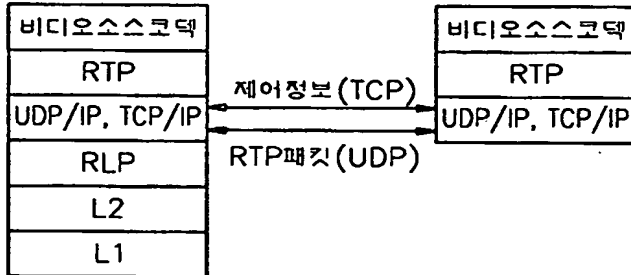 비디오소스코덱
RTP
UDP/IP, TCP/IP
RLP
L2
L1
제어정보(TCP)
RTP패킷(UDP)
비디오소스코덱
RTP
UDP/IP, TCP/IP